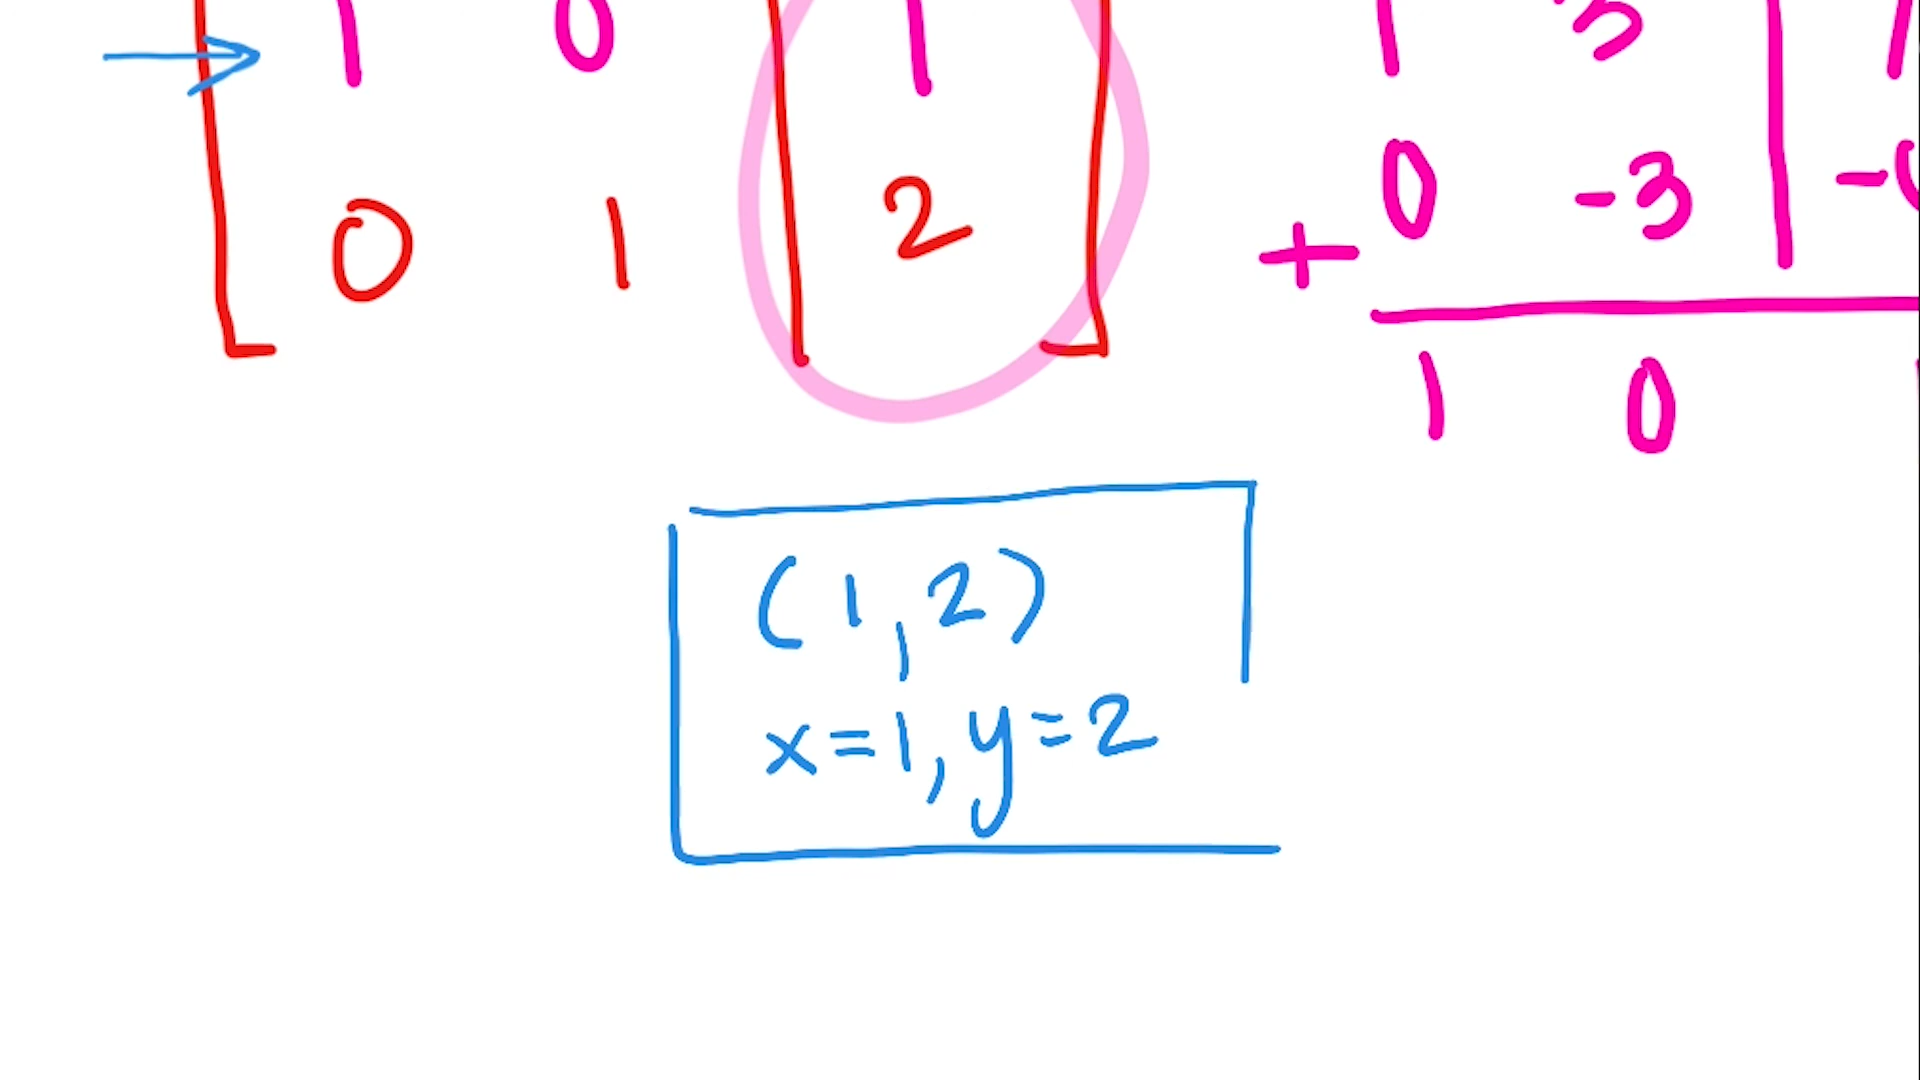 1 0 | 1
0 1 | 2
1 3 |
+ 0 -3 |
1 0
(1,2)
x=1, y=2